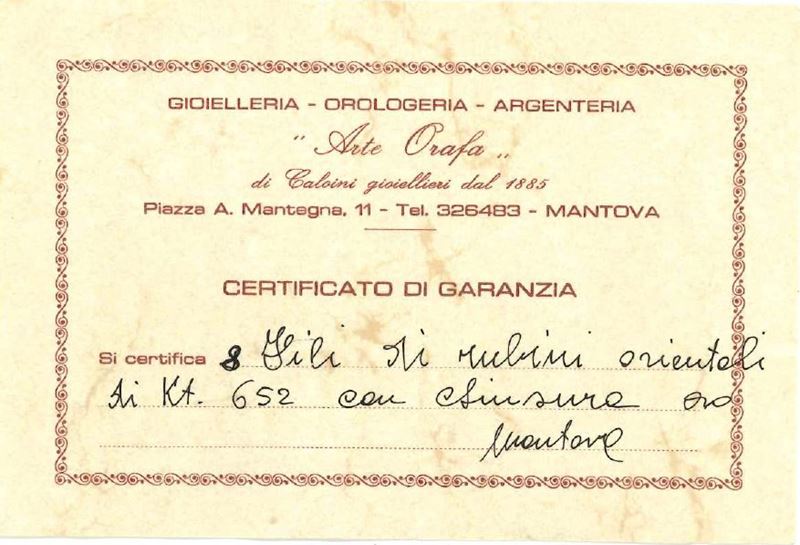 GIOIELLERIA - OROLOGERIA - ARGENTERIA
"Arte Orafa"
di Caloini gioiellieri dal 1885
Piazza A. Mantegna, 11 - Tel. 326483 - MANTOVA
CERTIFICATO DI GARANZIA
Si certifica 8 Fili di rubini orientali
di Kt. 652 con chiusura oro
Mantova